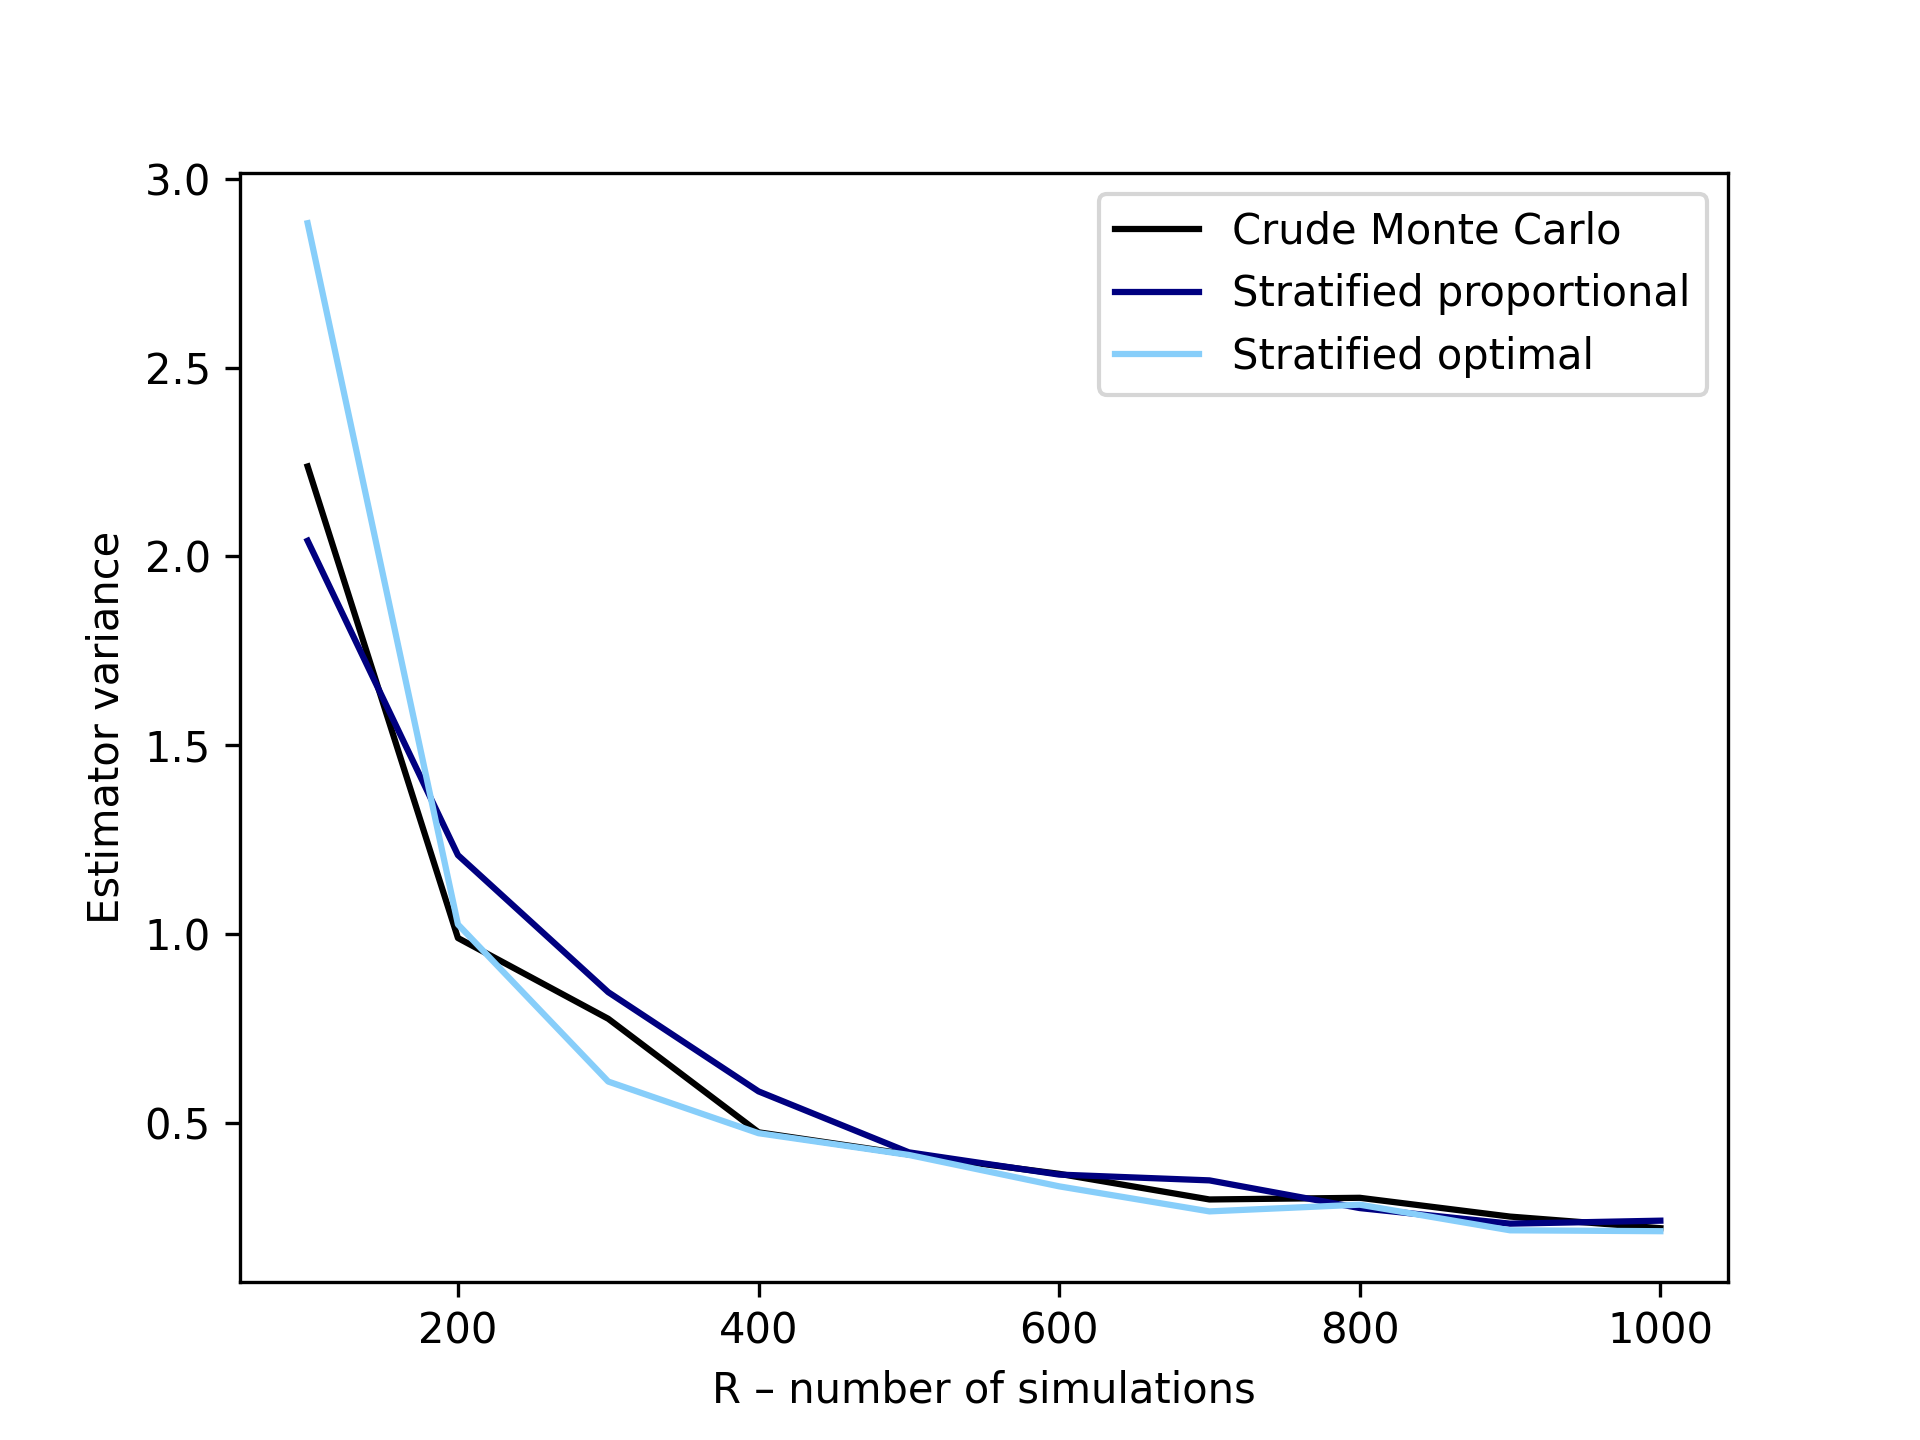 3.0
2.5
2.0
1.5
1.0
0.5
Estimator variance
Crude Monte Carlo
Stratified proportional
Stratified optimal
200 400 600 800 1000
R – number of simulations